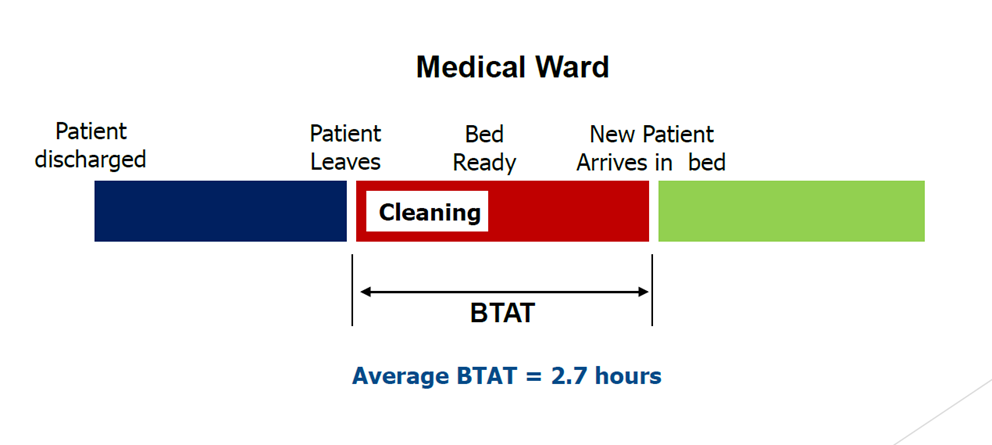 Medical Ward
Patient
discharged
Patient
Leaves
Bed
Ready
New Patient
Arrives in bed
Cleaning
BTAT
Average BTAT = 2.7 hours